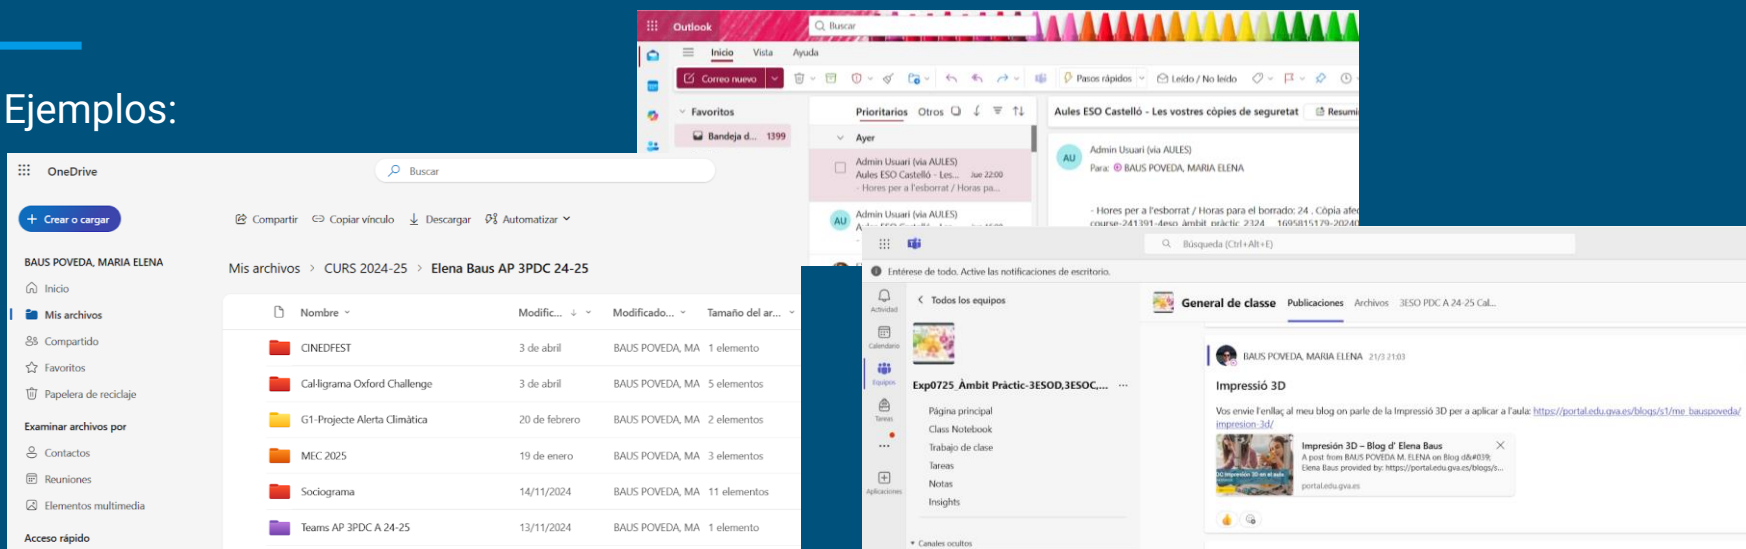 Ejemplos:
Outlook
Buscar
Inicio Vista Ayuda
Correo nuevo
Pasos rápidos
Leído / No leído
Favoritos
Bandeja d... 1399
Prioritarios Otros
Ayer
Admin Usuari (via AULES)
Aules ESO Castelló - Les... Jue 22:00
- Hores per a l'esborrat / Horas pa...
AU
Admin Usuari (via AULES)
Aules ESO Castelló - Les vostres còpies de seguretat
Resumi
AU
Admin Usuari (via AULES)
Para: BAUS POVEDA, MARIA ELENA
- Hores per a l'esborrat / Horas para el borrado: 24 . Còpia afec
course-241391-4eso_àmbit_pràctic_2324
OneDrive
Buscar
Crear o cargar
Compartir Copiar vínculo Descargar Automatizar
BAUS POVEDA, MARIA ELENA
Inicio
Mis archivos
Compartido
Favoritos
Papelera de reciclaje
Examinar archivos por
Contactos
Reuniones
Elementos multimedia
Acceso rápido
Mis archivos > CURS 2024-25 > Elena Baus AP 3PDC 24-25
Nombre Modific... Modificado... Tamaño del ar...
CINEDFEST 3 de abril BAUS POVEDA, MA 1 elemento
Cal·ligrama Oxford Challenge 3 de abril BAUS POVEDA, MA 5 elementos
G1-Projecte Alerta Climàtica 20 de febrero BAUS POVEDA, MA 2 elementos
MEC 2025 19 de enero BAUS POVEDA, MA 3 elementos
Sociograma 14/11/2024 BAUS POVEDA, MA 11 elementos
Teams AP 3PDC A 24-25 13/11/2024 BAUS POVEDA, MA 1 elemento
Búsqueda (Ctrl+Alt+E)
Entérese de todo. Active las notificaciones de escritorio.
Actividad
Calendario
Equipos
Tareas
Aplicaciones
Todos los equipos
Exp0725_Àmbit Pràctic-3ESOD,3ESOC,... ...
Página principal
Class Notebook
Trabajo de clase
Tareas
Notas
Insights
Canales ocultos
General de classe Publicaciones Archivos 3ESO PDC A 24-25 Cal...
BAUS POVEDA, MARIA ELENA 21/3 21:03
Impressió 3D
Vos envie l'enllaç al meu blog on parle de la Impressió 3D per a aplicar a l'aula: https://portal.edu.gva.es/blogs/s1/me_bauspoveda/
impresion-3d/
Impresión 3D – Blog d' Elena Baus
A post from BAUS POVEDA M. ELENA on Blog d&#039;
Elena Baus provided by: https://portal.edu.gva.es/blogs/s...
portal.edu.gva.es